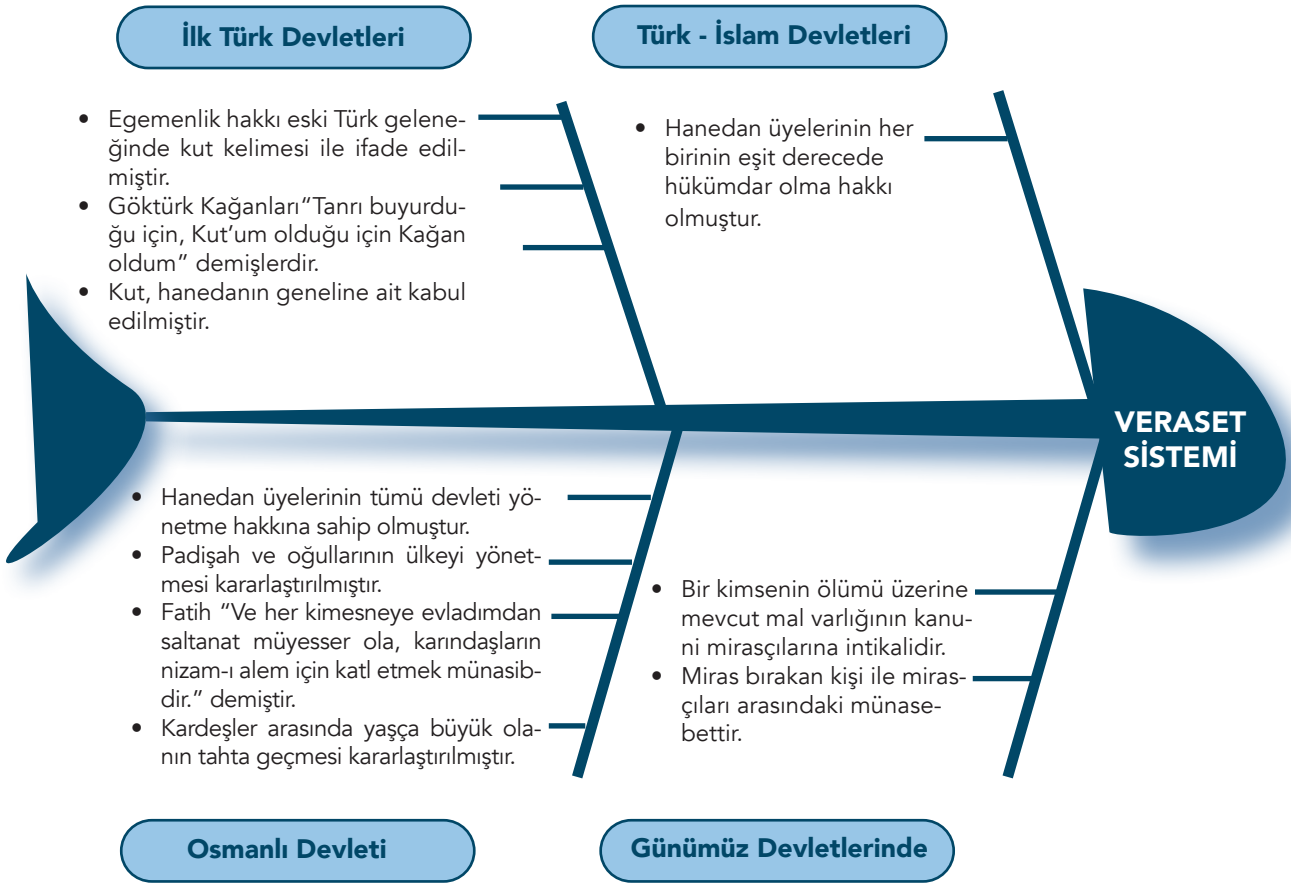 İlk Türk Devletleri
• Egemenlik hakkı eski Türk gelene-
ğinde kut kelimesi ile ifade edil-
miştir.
• Göktürk Kağanları“Tanrı buyurdu-
ğu için, Kut’um olduğu için Kağan
oldum” demişlerdir.
• Kut, hanedanın geneline ait kabul
edilmiştir.
Türk - İslam Devletleri
• Hanedan üyelerinin her
birinin eşit derecede
hükümdar olma hakkı
olmuştur.
VERASET
SİSTEMİ
• Hanedan üyelerinin tümü devleti yö-
netme hakkına sahip olmuştur.
• Padişah ve oğullarının ülkeyi yönet-
mesi kararlaştırılmıştır.
• Fatih “Ve her kimesneye evladımdan
saltanat müyesser ola, karındaşların
nizam-ı alem için katl etmek münasib-
dir.” demiştir.
• Kardeşler arasında yaşça büyük ola-
nın tahta geçmesi kararlaştırılmıştır.
Osmanlı Devleti
• Bir kimsenin ölümü üzerine
mevcut mal varlığının kanu-
ni mirasçılarına intikalidir.
• Miras bırakan kişi ile miras-
çıları arasındaki münase-
bettir.
Günümüz Devletlerinde